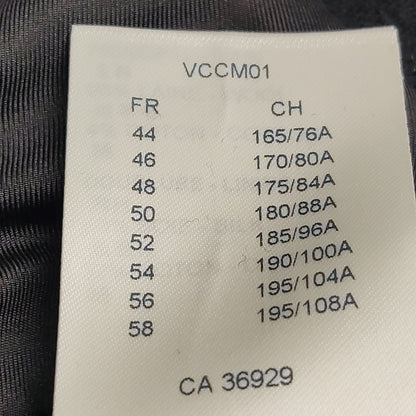 VCCM01
FR CH
44 165/76A
46 170/80A
48 175/84A
50 180/88A
52 185/96A
54 190/100A
56 195/104A
58 195/108A
CA 36929